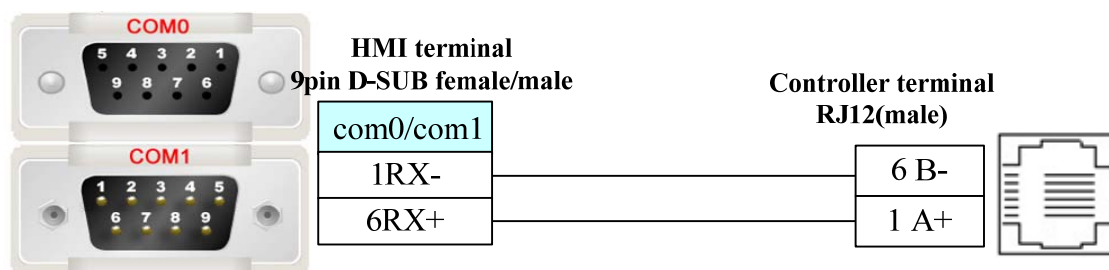 COM0
5 4 3 2 1
9 8 7 6
COM1
1 2 3 4 5
6 7 8 9
HMI terminal
9pin D-SUB female/male
com0/com1
1RX-
6RX+
Controller terminal
RJ12(male)
6 B-
1 A+